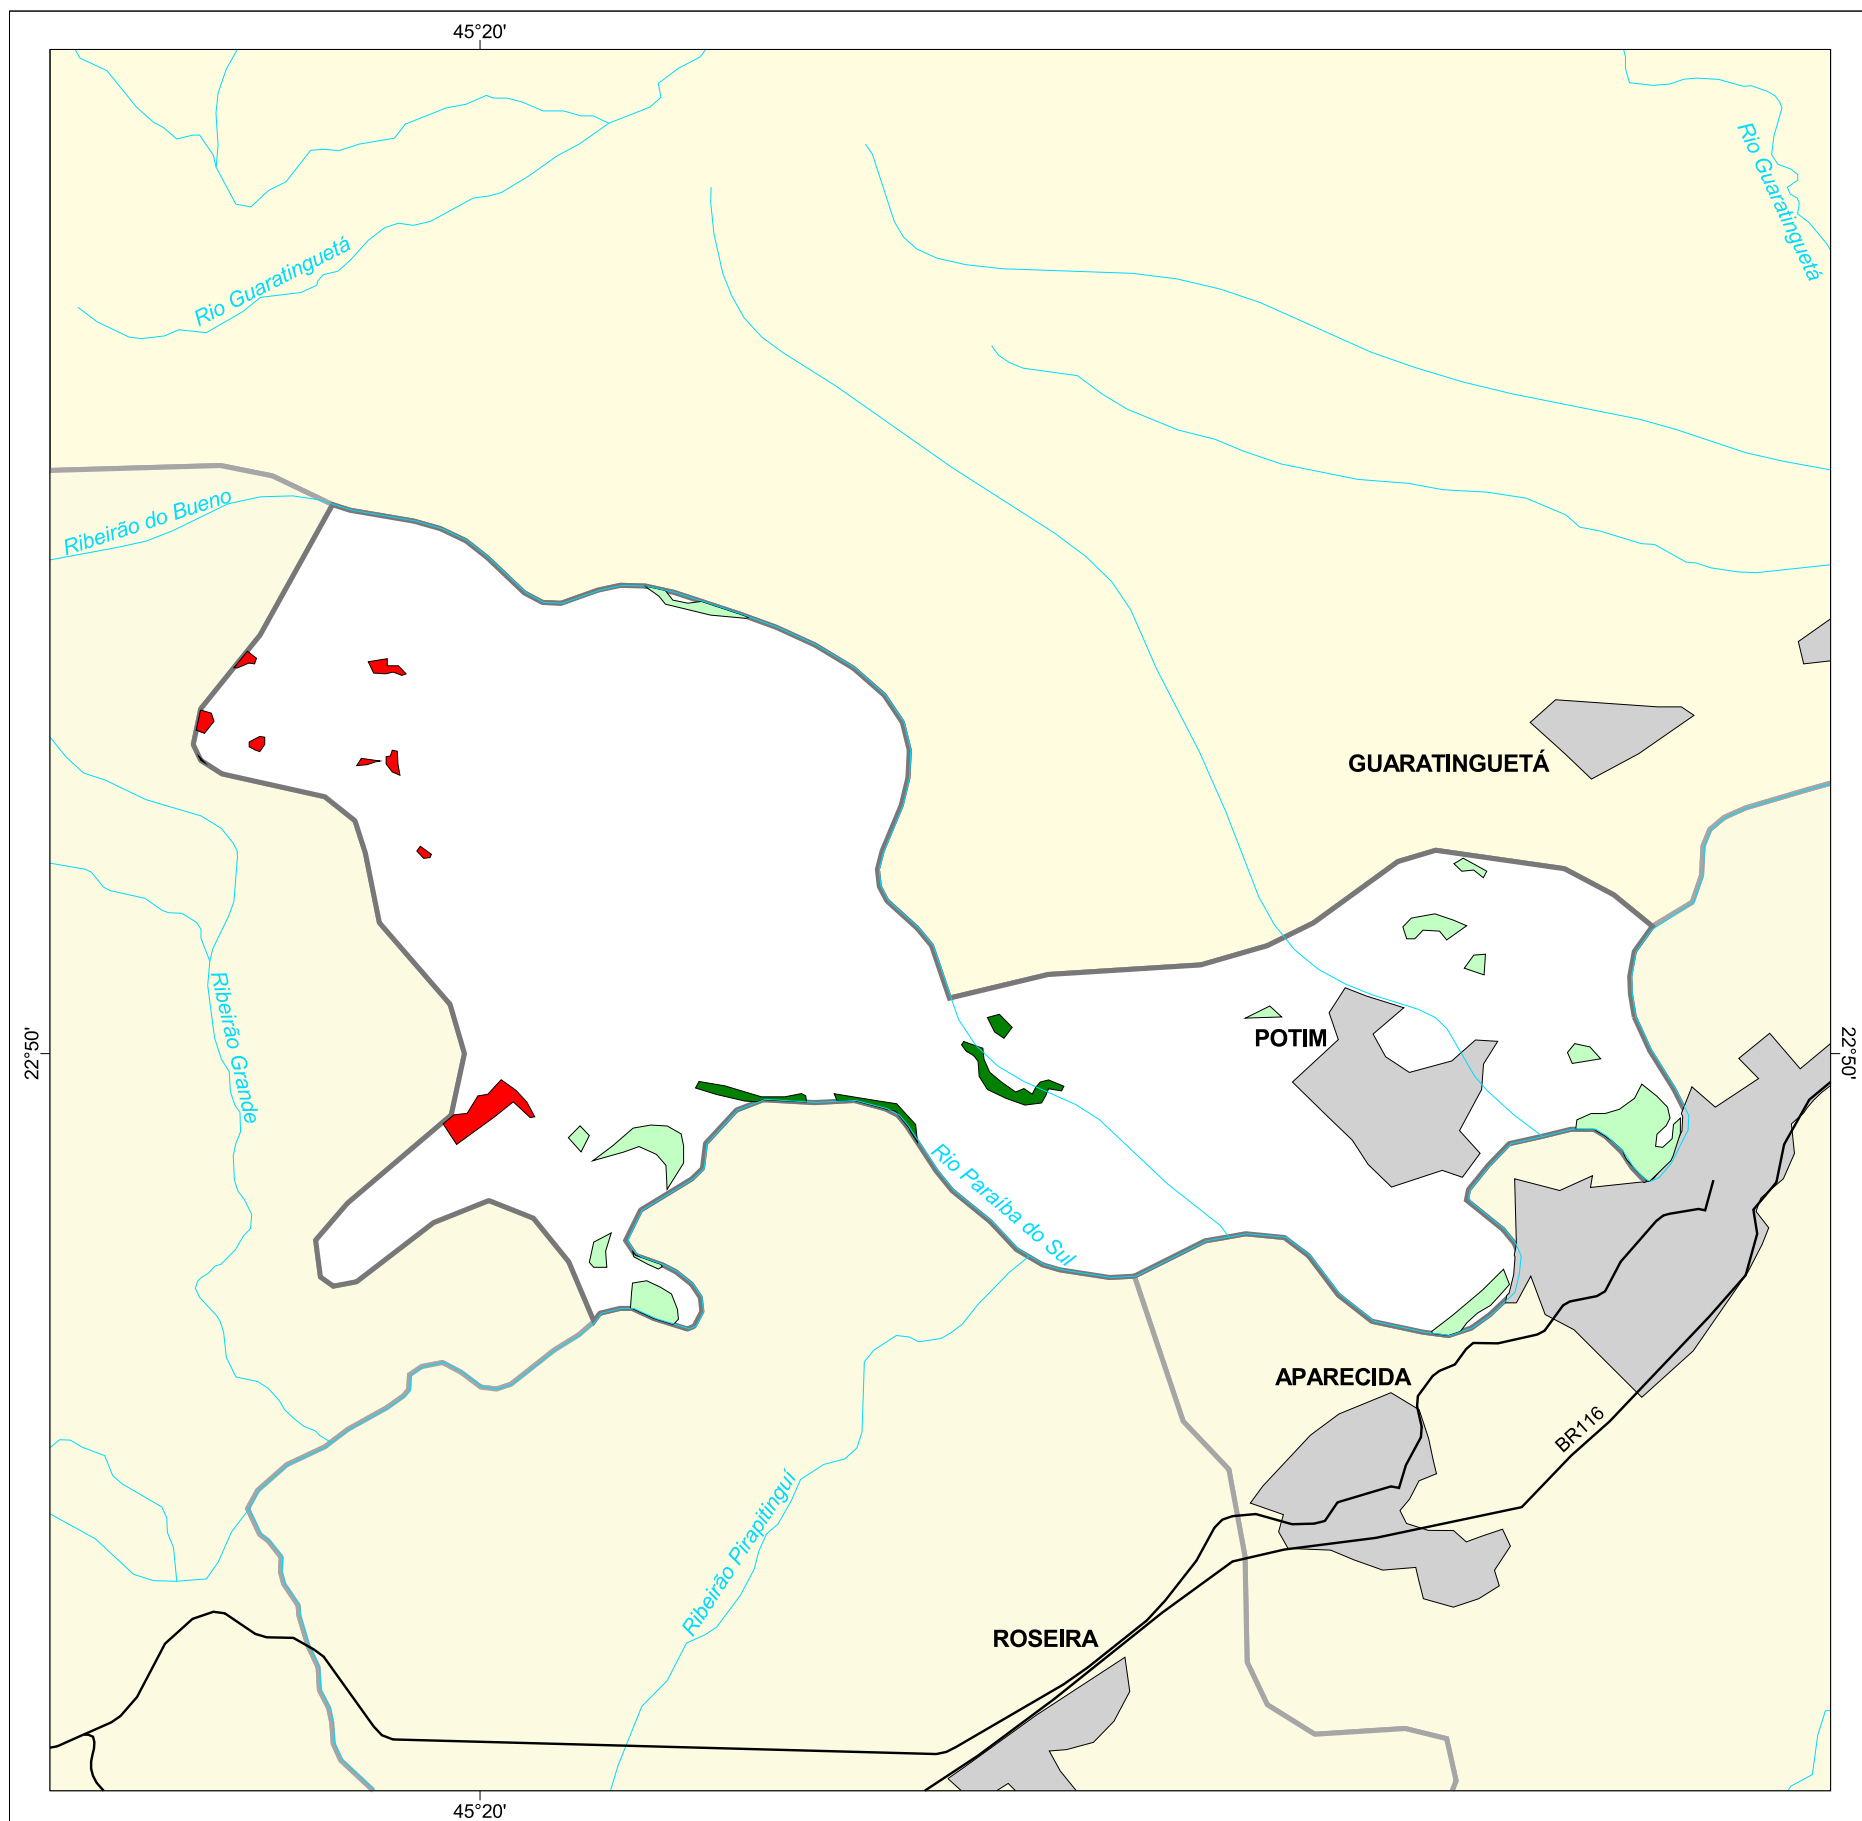 45°20'
Rio Guaratinguetá
Rio Guaratinguetá
Ribeirão do Bueno
GUARATINGUETÁ
Ribeirão Grande
POTIM
22°50'
22°50'
Rio Paraíba do Sul
APARECIDA
BR116
Ribeirão Pirapitinguí
ROSEIRA
45°20'